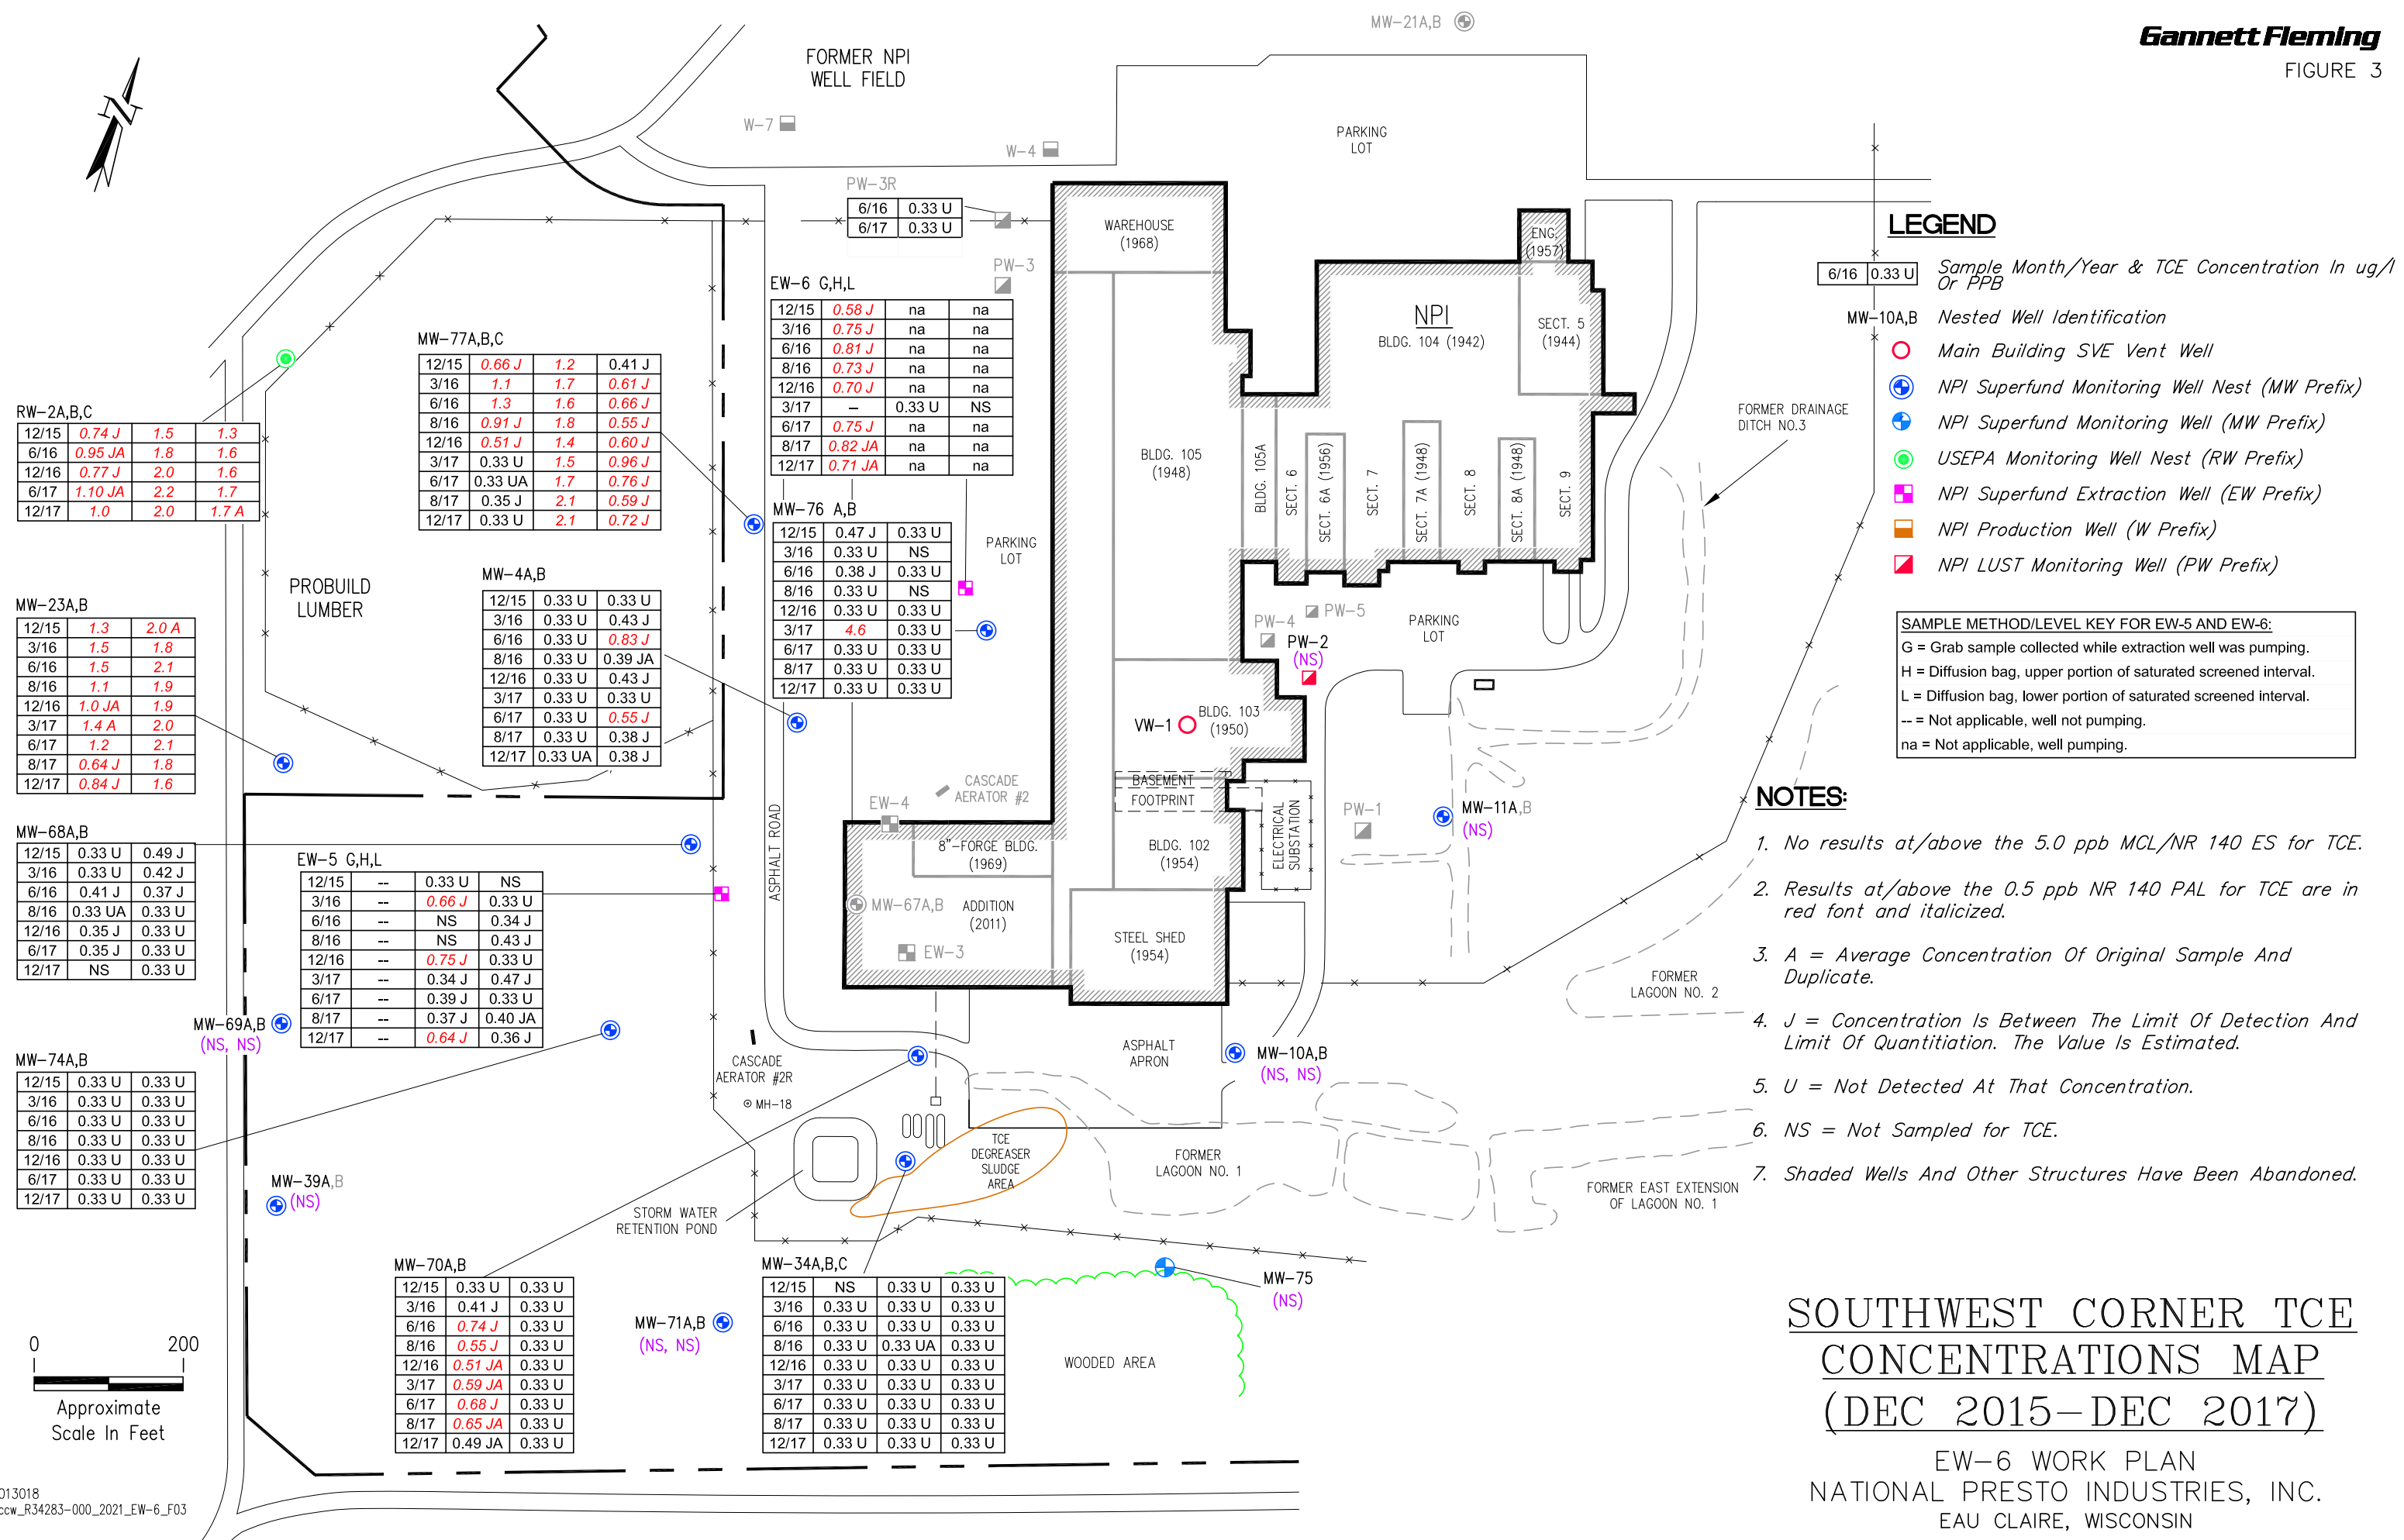 Gannett Fleming
FIGURE 3
MW-21A,B
FORMER NPI
WELL FIELD
W-7
W-4
PARKING
LOT
PW-3R
6/16 0.33 U
6/17 0.33 U
PW-3
WAREHOUSE
(1968)
ENG.
(1957)
NPI
BLDG. 104 (1942)
SECT. 5
(1944)
BLDG. 105
(1948)
BLDG. 105A
SECT. 6
SECT. 6A (1956)
SECT. 7
SECT. 7A (1948)
SECT. 8
SECT. 8A (1948)
SECT. 9
FORMER DRAINAGE
DITCH NO.3
EW-6 G,H,L
12/15 0.58 J na na
3/16 0.75 J na na
6/16 0.81 J na na
8/16 0.73 J na na
12/16 0.70 J na na
3/17 – 0.33 U NS
6/17 0.75 J na na
8/17 0.82 JA na na
12/17 0.71 JA na na
MW-77A,B,C
12/15 0.66 J 1.2 0.41 J
3/16 1.1 1.7 0.61 J
6/16 1.3 1.6 0.66 J
8/16 0.91 J 1.8 0.55 J
12/16 0.51 J 1.4 0.60 J
3/17 0.33 U 1.5 0.96 J
6/17 0.33 UA 1.7 0.76 J
8/17 0.35 J 2.1 0.59 J
12/17 0.33 U 2.1 0.72 J
RW-2A,B,C
12/15 0.74 J 1.5 1.3
6/16 0.95 JA 1.8 1.6
12/16 0.77 J 2.0 1.6
6/17 1.10 JA 2.2 1.7
12/17 1.0 2.0 1.7 A
MW-76 A,B
12/15 0.47 J 0.33 U
3/16 0.33 U NS
6/16 0.38 J 0.33 U
8/16 0.33 U NS
12/16 0.33 U 0.33 U
3/17 4.6 0.33 U
6/17 0.33 U 0.33 U
8/17 0.33 U 0.33 U
12/17 0.33 U 0.33 U
PARKING
LOT
PROBUILD
LUMBER
MW-4A,B
12/15 0.33 U 0.33 U
3/16 0.33 U 0.43 J
6/16 0.33 U 0.83 J
8/16 0.33 U 0.39 JA
12/16 0.33 U 0.43 J
3/17 0.33 U 0.33 U
6/17 0.33 U 0.55 J
8/17 0.33 U 0.38 J
12/17 0.33 UA 0.38 J
MW-23A,B
12/15 1.3 2.0 A
3/16 1.5 1.8
6/16 1.5 2.1
8/16 1.1 1.9
12/16 1.0 JA 1.9
3/17 1.4 A 2.0
6/17 1.2 2.1
8/17 0.64 J 1.8
12/17 0.84 J 1.6
PW-5
PW-4
PW-2
(NS)
PARKING
LOT
VW-1
BLDG. 103
(1950)
BASEMENT
FOOTPRINT
CASCADE
AERATOR #2
EW-4
8"-FORGE BLDG.
(1969)
BLDG. 102
(1954)
ELECTRICAL
SUBSTATION
PW-1
MW-11A,B
(NS)
ASPHALT ROAD
MW-67A,B
ADDITION
(2011)
EW-3
STEEL SHED
(1954)
FORMER
LAGOON NO. 2
MW-68A,B
12/15 0.33 U 0.49 J
3/16 0.33 U 0.42 J
6/16 0.41 J 0.37 J
8/16 0.33 UA 0.33 U
12/16 0.35 J 0.33 U
6/17 0.35 J 0.33 U
12/17 NS 0.33 U
EW-5 G,H,L
12/15 -- 0.33 U NS
3/16 -- 0.66 J 0.33 U
6/16 -- NS 0.34 J
8/16 -- NS 0.43 J
12/16 -- 0.75 J 0.33 U
3/17 -- 0.34 J 0.47 J
6/17 -- 0.39 J 0.33 U
8/17 -- 0.37 J 0.40 JA
12/17 -- 0.64 J 0.36 J
MW-69A,B
(NS, NS)
MW-74A,B
12/15 0.33 U 0.33 U
3/16 0.33 U 0.33 U
6/16 0.33 U 0.33 U
8/16 0.33 U 0.33 U
12/16 0.33 U 0.33 U
6/17 0.33 U 0.33 U
12/17 0.33 U 0.33 U
CASCADE
AERATOR #2R
MH-18
ASPHALT
APRON
MW-10A,B
(NS, NS)
TCE
DEGREASER
SLUDGE
AREA
FORMER
LAGOON NO. 1
FORMER EAST EXTENSION
OF LAGOON NO. 1
MW-39A,B
(NS)
STORM WATER
RETENTION POND
MW-70A,B
12/15 0.33 U 0.33 U
3/16 0.41 J 0.33 U
6/16 0.74 J 0.33 U
8/16 0.55 J 0.33 U
12/16 0.51 JA 0.33 U
3/17 0.59 JA 0.33 U
6/17 0.68 J 0.33 U
8/17 0.65 JA 0.33 U
12/17 0.49 JA 0.33 U
MW-71A,B
(NS, NS)
MW-34A,B,C
12/15 NS 0.33 U 0.33 U
3/16 0.33 U 0.33 U 0.33 U
6/16 0.33 U 0.33 U 0.33 U
8/16 0.33 U 0.33 UA 0.33 U
12/16 0.33 U 0.33 U 0.33 U
3/17 0.33 U 0.33 U 0.33 U
6/17 0.33 U 0.33 U 0.33 U
8/17 0.33 U 0.33 U 0.33 U
12/17 0.33 U 0.33 U 0.33 U
MW-75
(NS)
WOODED AREA
0 200
Approximate
Scale In Feet
013018
ccw_R34283-000_2021_EW-6_F03
LEGEND
6/16 0.33 U Sample Month/Year & TCE Concentration In ug/l
Or PPB
MW-10A,B Nested Well Identification
Main Building SVE Vent Well
NPI Superfund Monitoring Well Nest (MW Prefix)
NPI Superfund Monitoring Well (MW Prefix)
USEPA Monitoring Well Nest (RW Prefix)
NPI Superfund Extraction Well (EW Prefix)
NPI Production Well (W Prefix)
NPI LUST Monitoring Well (PW Prefix)
SAMPLE METHOD/LEVEL KEY FOR EW-5 AND EW-6:
G = Grab sample collected while extraction well was pumping.
H = Diffusion bag, upper portion of saturated screened interval.
L = Diffusion bag, lower portion of saturated screened interval.
-- = Not applicable, well not pumping.
na = Not applicable, well pumping.
NOTES:
1. No results at/above the 5.0 ppb MCL/NR 140 ES for TCE.
2. Results at/above the 0.5 ppb NR 140 PAL for TCE are in
red font and italicized.
3. A = Average Concentration Of Original Sample And
Duplicate.
4. J = Concentration Is Between The Limit Of Detection And
Limit Of Quantitiation. The Value Is Estimated.
5. U = Not Detected At That Concentration.
6. NS = Not Sampled for TCE.
7. Shaded Wells And Other Structures Have Been Abandoned.
SOUTHWEST CORNER TCE
CONCENTRATIONS MAP
(DEC 2015-DEC 2017)
EW-6 WORK PLAN
NATIONAL PRESTO INDUSTRIES, INC.
EAU CLAIRE, WISCONSIN